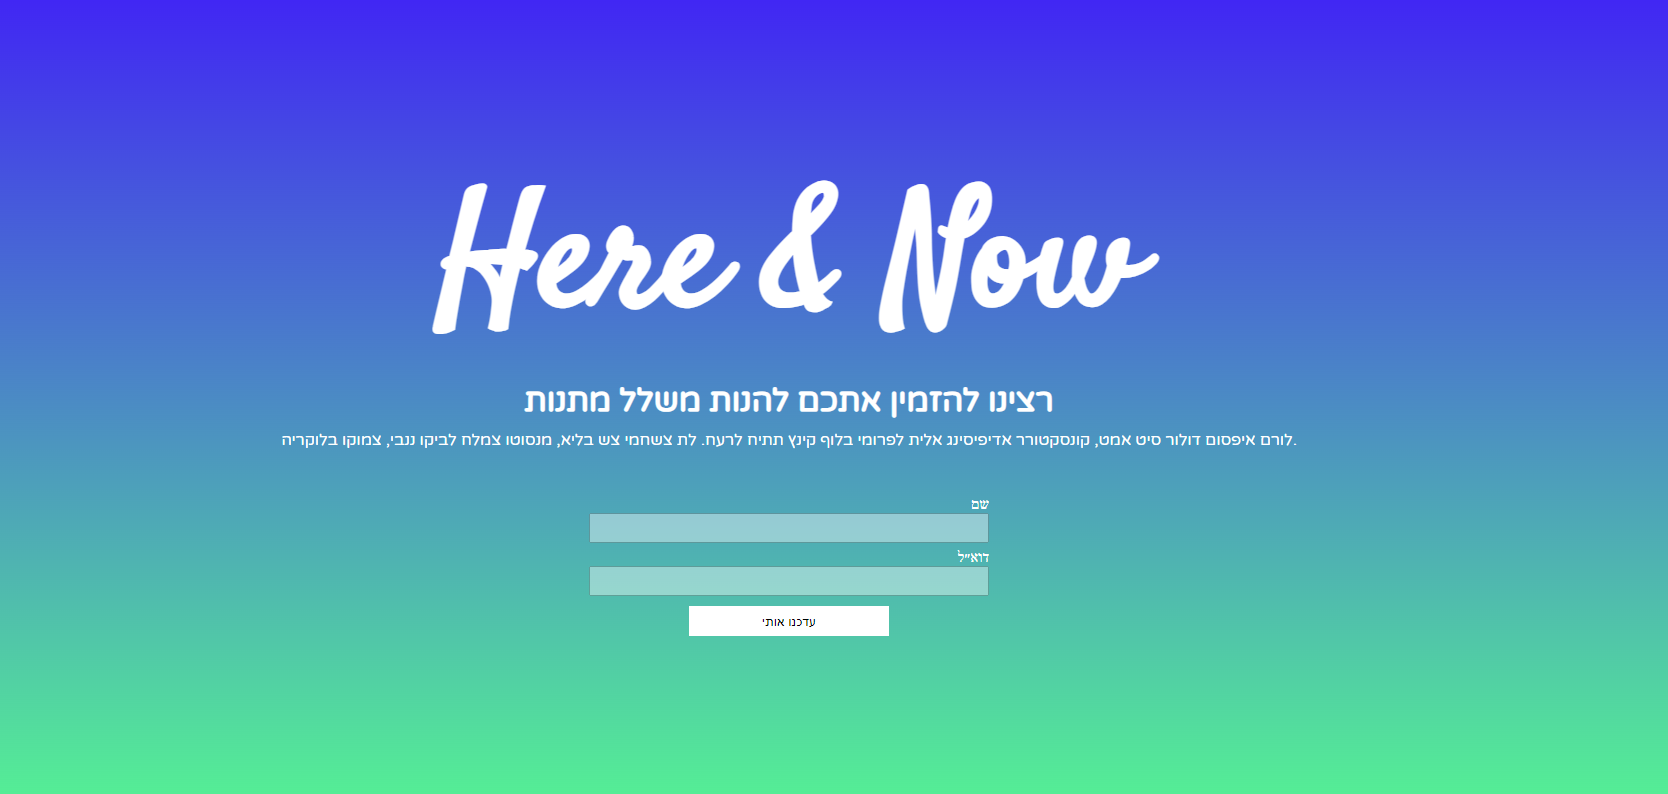 Here & Now
רצינו להזמין אתכם להנות משלל מתנות
לורם איפסום דולור סיט אמט, קונסקטורר אדיפיסינג אלית לפרומי בלוף קינץ תתיח לרעח. לת צשחמי צש בליא, מנסוטו צמלח לביקו ננבי, צמוקו בלוקריה.
שם
דוא״ל
עדכנו אותי